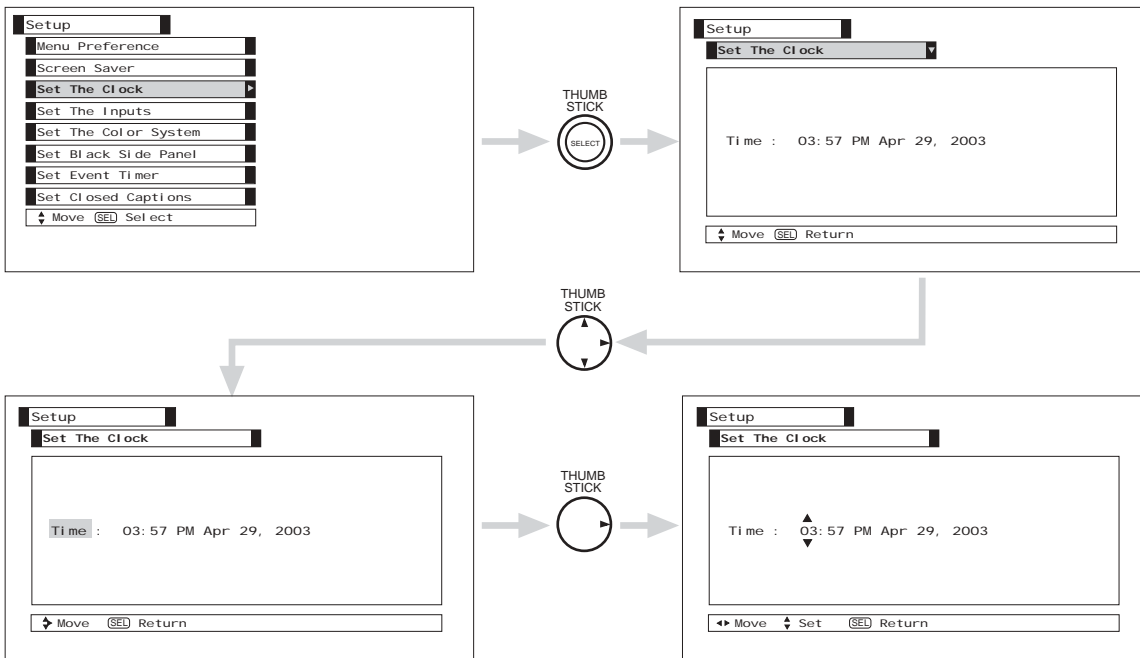 Setup
Menu Preference
Screen Saver
Set The Clock
Set The Inputs
Set The Color System
Set Black Side Panel
Set Event Timer
Set Closed Captions
Move SEL Select
THUMB
STICK
SELECT
Setup
Set The Clock
Time : 03:57 PM Apr 29, 2003
Move SEL Return
THUMB
STICK
Setup
Set The Clock
Time : 03:57 PM Apr 29, 2003
Move SEL Return
THUMB
STICK
Setup
Set The Clock
Time : 03:57 PM Apr 29, 2003
Move Set SEL Return